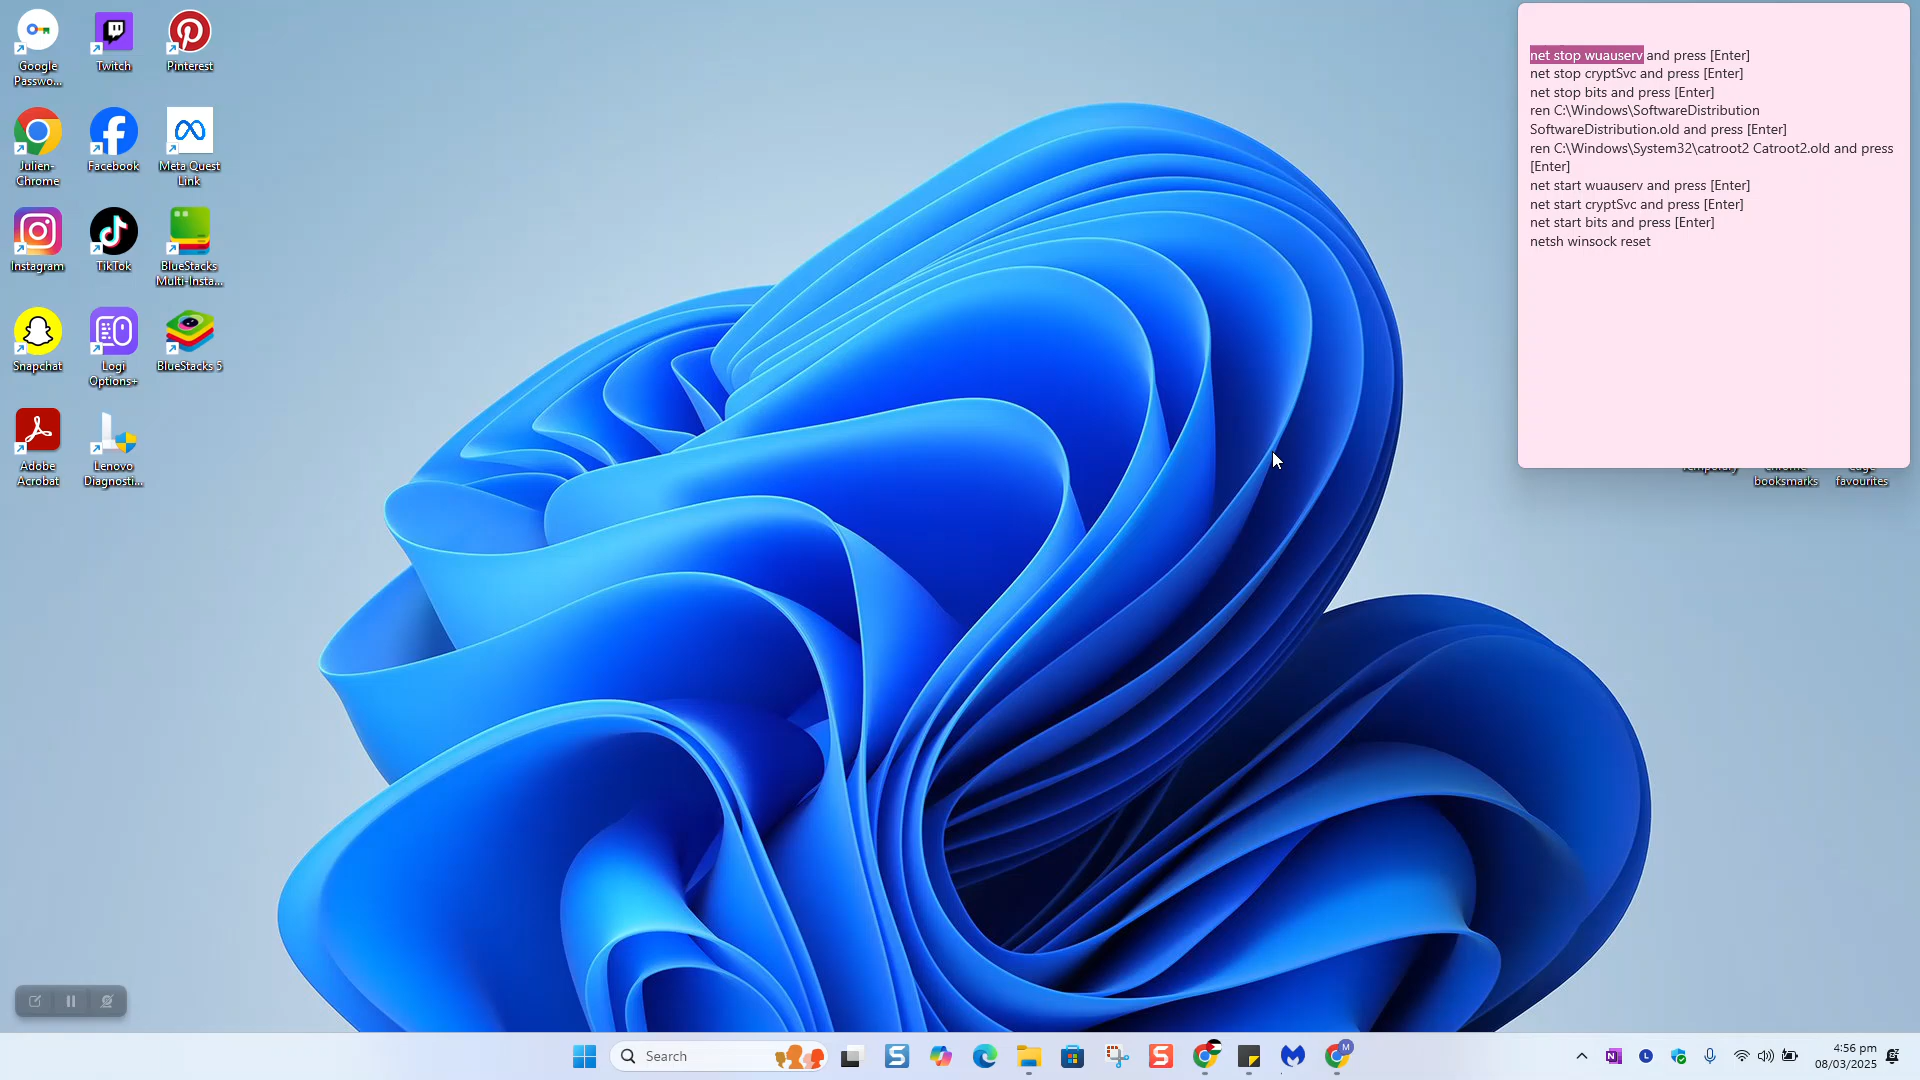 Google
Passwo...
Twitch
Pinterest
Julien-
Chrome
Facebook
Meta Quest
Link
Instagram
TikTok
BlueStacks
Multi-Insta...
Snapchat
Logi
Options+
BlueStacks 5
Adobe
Acrobat
Lenovo
Diagnosti...
net stop wuauserv and press [Enter]
net stop cryptSvc and press [Enter]
net stop bits and press [Enter]
ren C:\Windows\SoftwareDistribution
SoftwareDistribution.old and press [Enter]
ren C:\Windows\System32\catroot2 Catroot2.old and press
[Enter]
net start wuauserv and press [Enter]
net start cryptSvc and press [Enter]
net start bits and press [Enter]
netsh winsock reset
booksmarks
favourites
Search
M
4:56 pm
08/03/2025